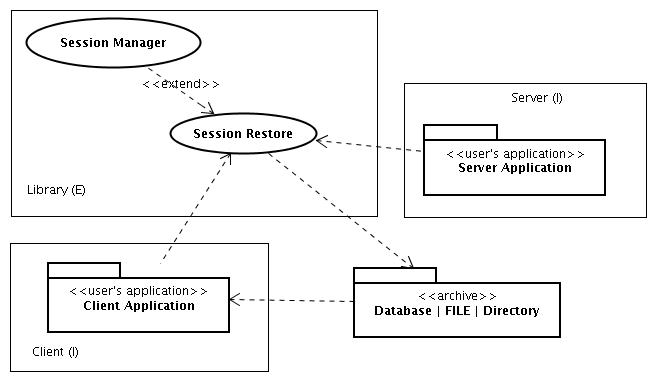 Session Manager
<<extend>>
Session Restore
Library (E)
Server (I)
<<user's application>>
Server Application
<<user's application>>
Client Application
Client (I)
<<archive>>
Database | FILE | Directory